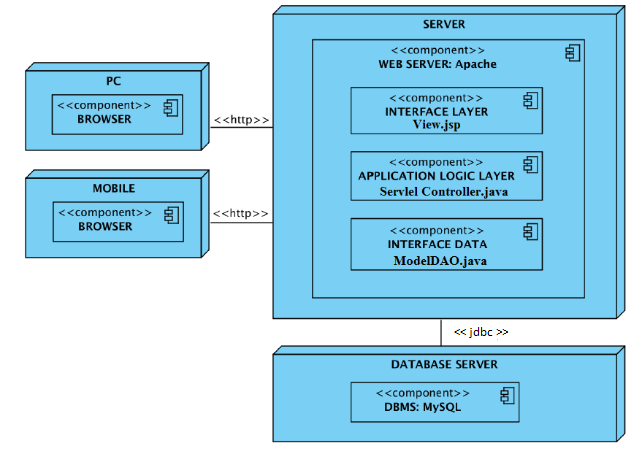 SERVER
<<component>>
WEB SERVER: Apache
<<component>>
INTERFACE LAYER
View.jsp
<<component>>
APPLICATION LOGIC LAYER
Servlel Controller.java
<<component>>
INTERFACE DATA
ModelDAO.java
PC
<<component>>
BROWSER
<<http>>
MOBILE
<<component>>
BROWSER
<<http>>
<< jdbc >>
DATABASE SERVER
<<component>>
DBMS: MySQL